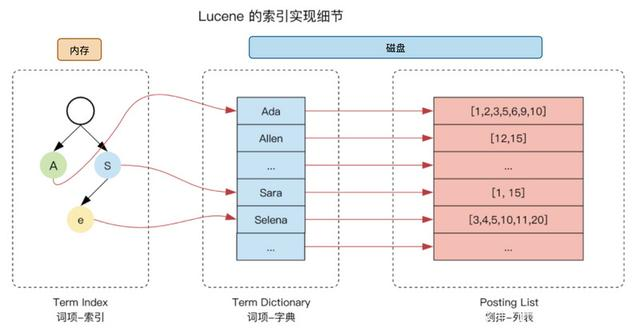 Lucene 的索引实现细节
内存
磁盘
A
S
e
Ada
Allen
...
Sara
Selena
...
[1,2,3,5,6,9,10]
[12,15]
...
[1, 15]
[3,4,5,10,11,20]
...
Term Index
词项-索引
Term Dictionary
词项-字典
Posting List
倒排-列表